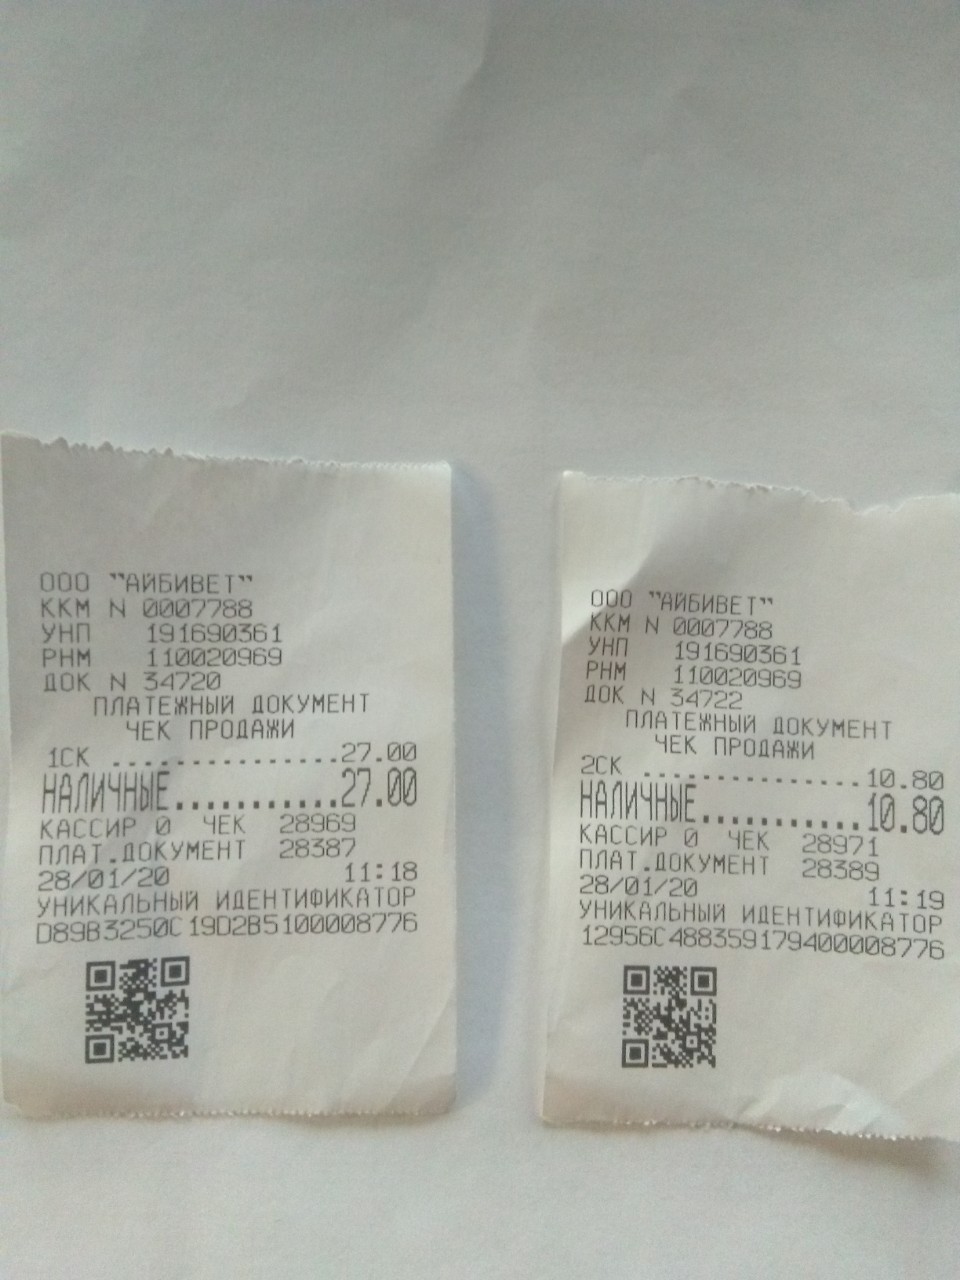 ООО "АЙБИВЕТ"
ККМ N 0007788
УНП 191690361
РНМ 110020969
ДОК N 34720
ПЛАТЕЖНЫЙ ДОКУМЕНТ
ЧЕК ПРОДАЖИ
1СК ...............27.00
НАЛИЧНЫЕ...........27.00
КАССИР 0 ЧЕК 28969
ПЛАТ.ДОКУМЕНТ 28387
28/01/20 11:18
УНИКАЛЬНЫЙ ИДЕНТИФИКАТОР
D89B3250C19D2B5100008776
ООО "АЙБИВЕТ"
ККМ N 0007788
УНП 191690361
РНМ 110020969
ДОК N 34722
ПЛАТЕЖНЫЙ ДОКУМЕНТ
ЧЕК ПРОДАЖИ
2СК ...............10.80
НАЛИЧНЫЕ...........10.80
КАССИР 0 ЧЕК 28971
ПЛАТ.ДОКУМЕНТ 28389
28/01/20 11:19
УНИКАЛЬНЫЙ ИДЕНТИФИКАТОР
12956C488359179400008776